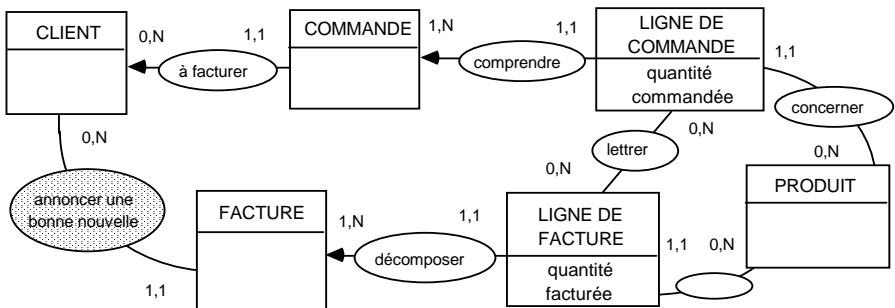 CLIENT
0,N
1,1
à facturer
COMMANDE
1,N
1,1
comprendre
LIGNE DE
COMMANDE
quantité
commandée
1,1
concerner
0,N
0,N
lettrer
0,N
0,N
PRODUIT
annoncer une
bonne nouvelle
1,1
FACTURE
1,N
1,1
décomposer
LIGNE DE
FACTURE
quantité
facturée
1,1
0,N